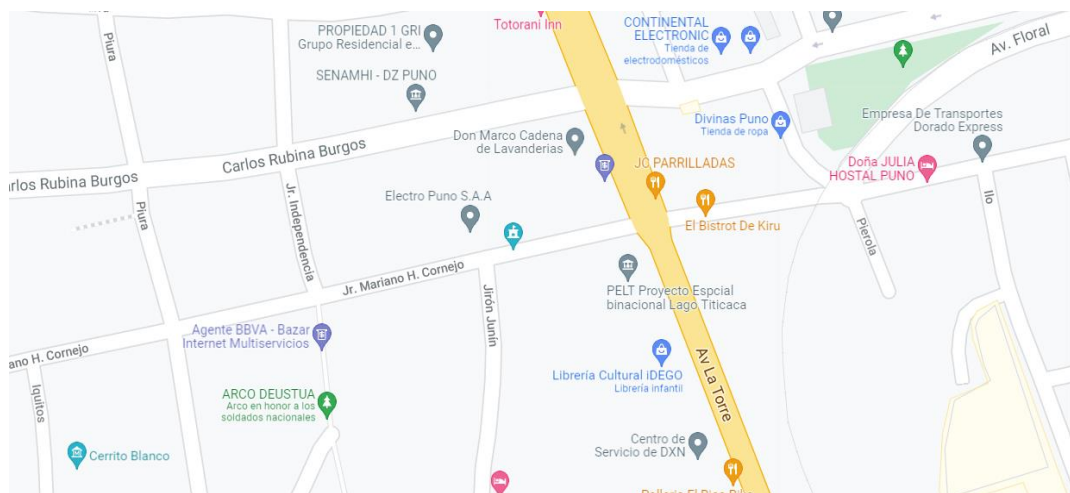 Totorani Inn
PROPIEDAD 1 GRI
Grupo Residencial e...
CONTINENTAL
ELECTRONIC
Tienda de
electrodomésticos
Av. Floral
Piura
SENAMHI - DZ PUNO
Divinas Puno
Tienda de ropa
Empresa De Transportes
Dorado Express
Don Marco Cadena
de Lavanderias
Carlos Rubina Burgos
JC PARRILLADAS
Doña JULIA
HOSTAL PUNO
arlos Rubina Burgos
Electro Puno S.A.A
Jr. Independencia
Piura
El Bistrot De Kiru
Pierola
Ilo
Jr. Mariano H. Cornejo
Jirón Junín
PELT Proyecto Espcial
binacional Lago Titicaca
Agente BBVA - Bazar
Internet Multiservicios
ano H. Cornejo
Iquitos
Librería Cultural iDEGO
Librería infantil
Av La Torre
ARCO DEUSTUA
Arco en honor a los
soldados nacionales
Cerrito Blanco
Centro de
Servicio de DXN